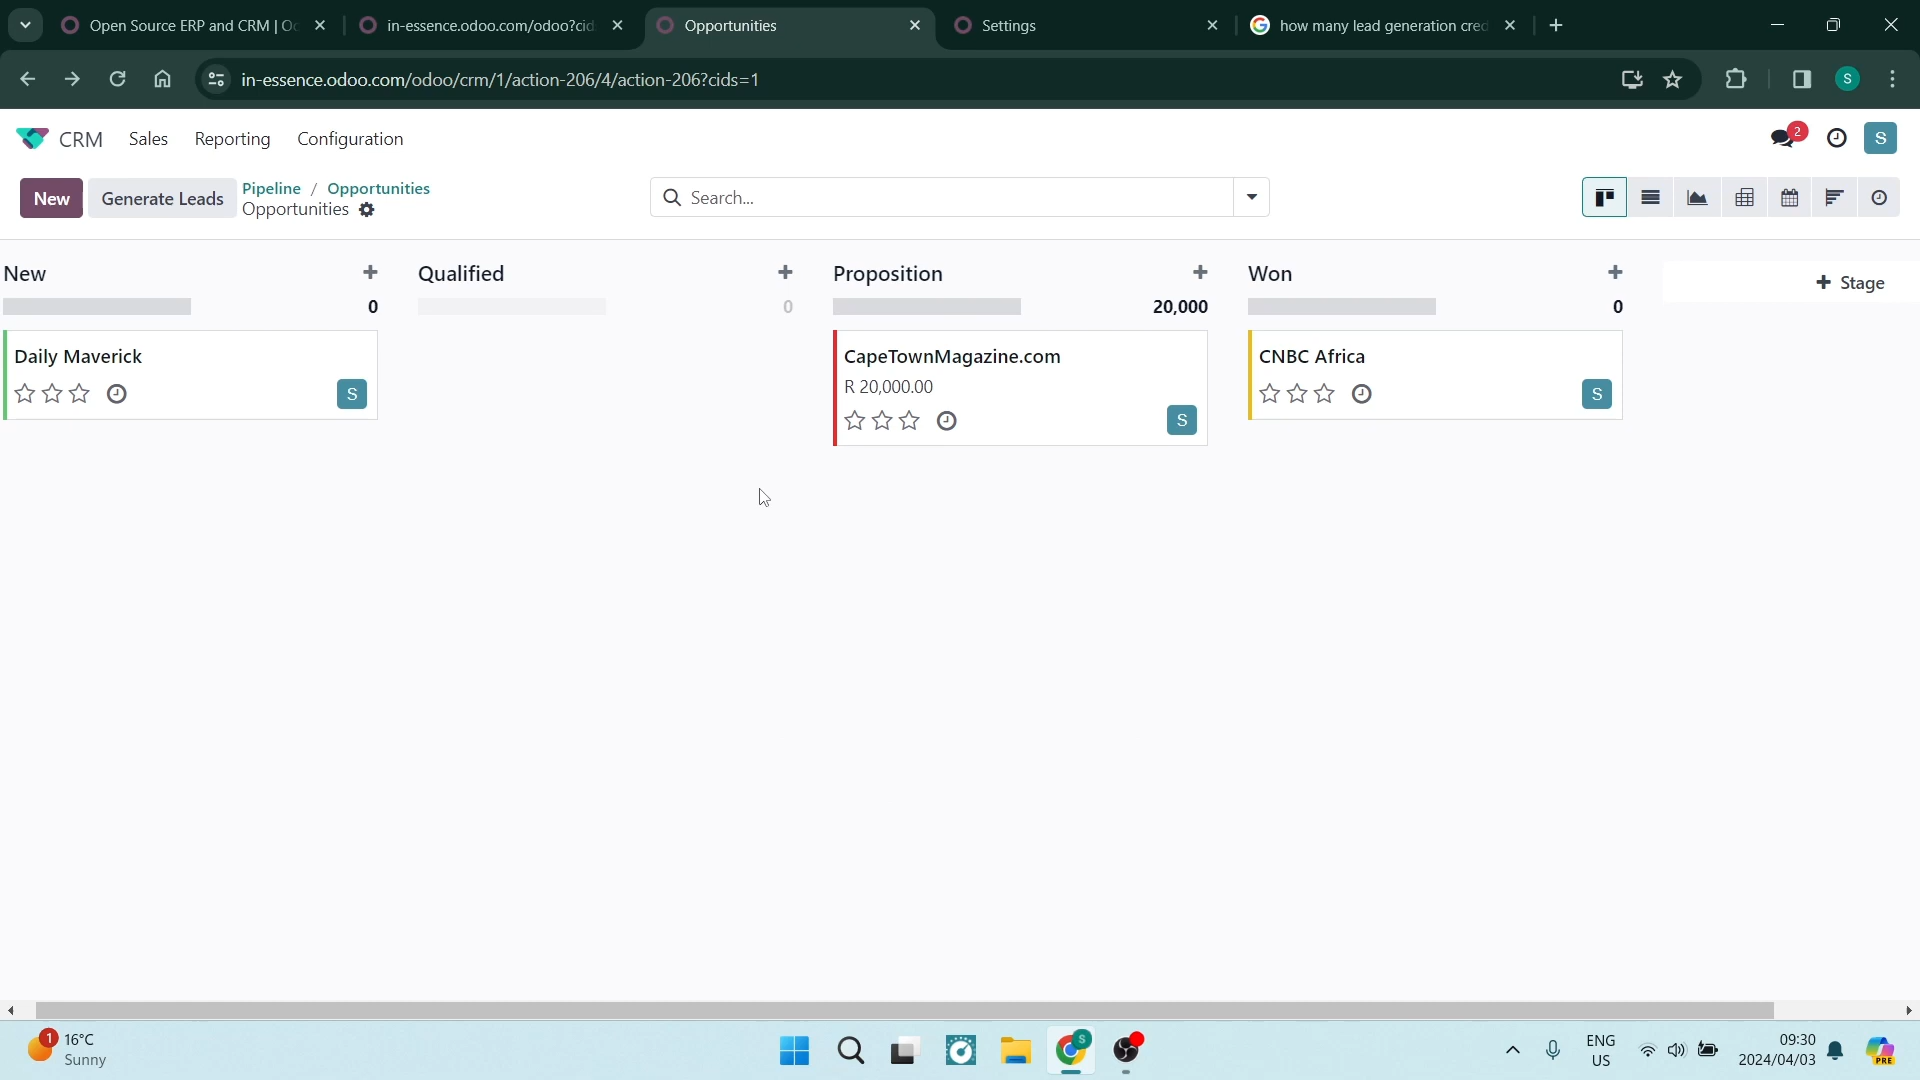 Open Source ERP and CRM | Oc
in-essence.odoo.com/odoo?cid
Opportunities
Settings
how many lead generation cred
in-essence.odoo.com/odoo/crm/1/action-206/4/action-206?cids=1
S
CRM
Sales
Reporting
Configuration
2
S
New
Generate Leads
Pipeline / Opportunities
Opportunities
Search...
New
0
Qualified
0
Proposition
20,000
Won
0
Stage
Daily Maverick
S
CapeTownMagazine.com
R 20,000.00
S
CNBC Africa
S
1
16°C
Sunny
S
ENG
US
09:30
2024/04/03
PRE